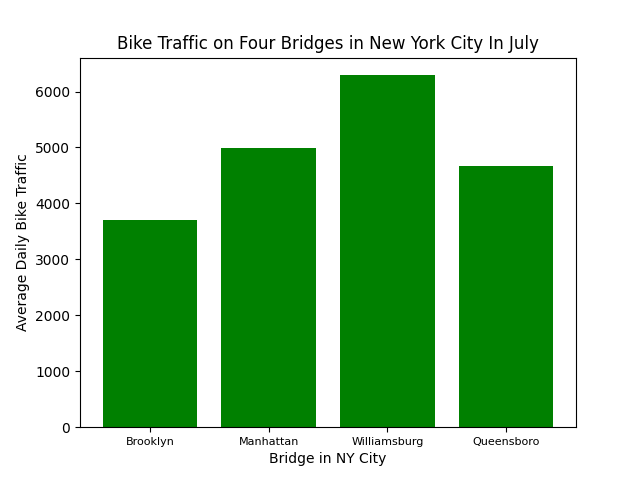 Bike Traffic on Four Bridges in New York City In July
Average Daily Bike Traffic
6000
5000
4000
3000
2000
1000
0
Brooklyn Manhattan Williamsburg Queensboro
Bridge in NY City